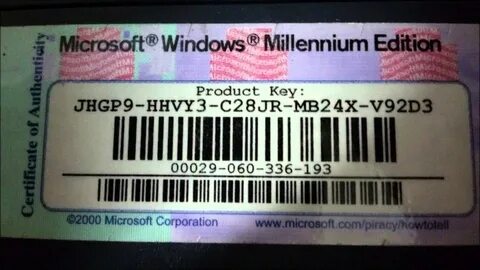 Certificate of Authenticity
Microsoft® Windows® Millennium Edition
Product Key:
JHGP9-HHVY3-C28JR-MB24X-V92D3
00029-060-336-193
©2000 Microsoft Corporation
www.microsoft.com/piracy/howtotell